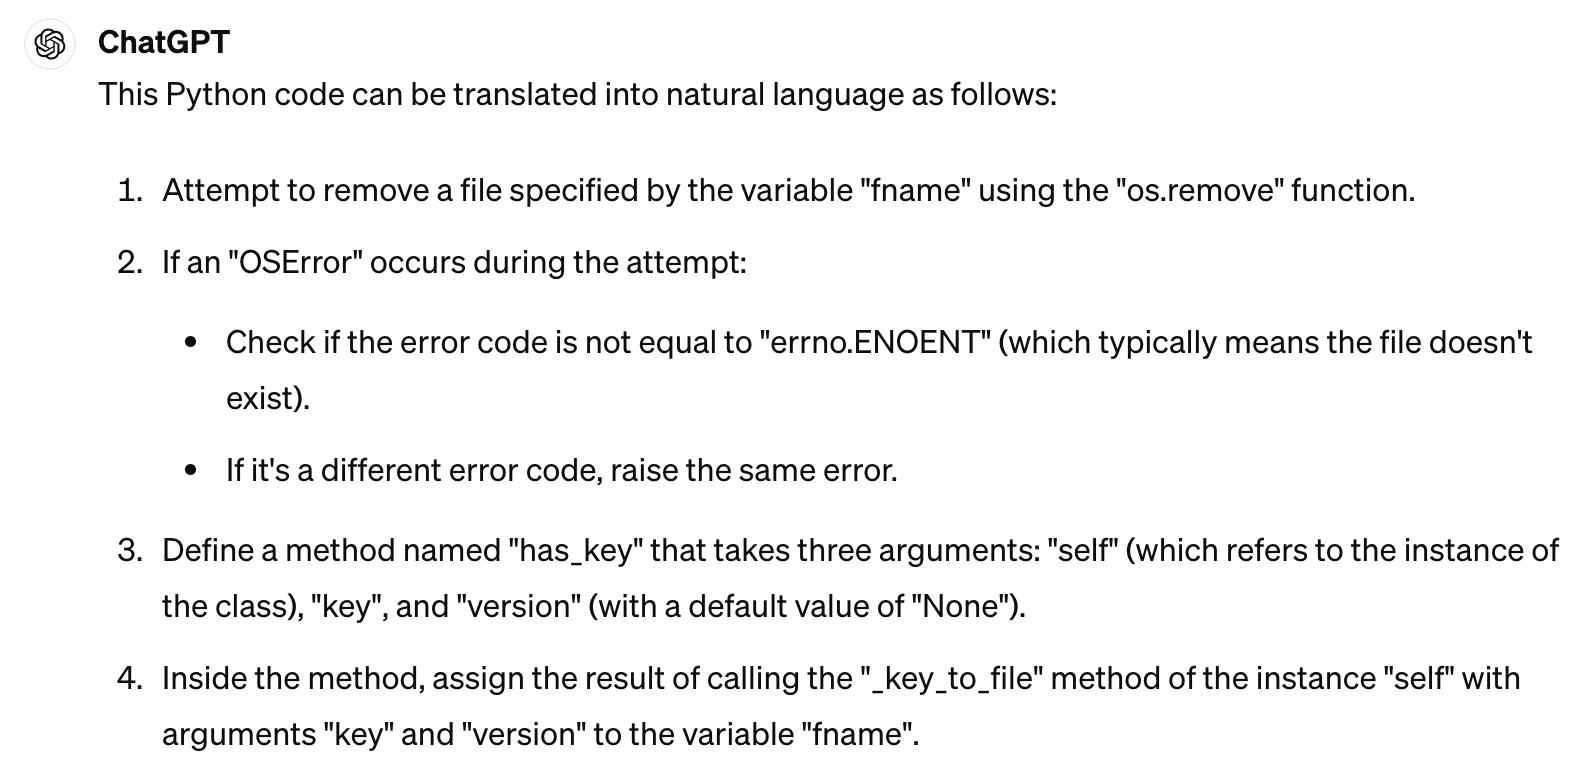 ChatGPT
This Python code can be translated into natural language as follows:
1. Attempt to remove a file specified by the variable "fname" using the "os.remove" function.
2. If an "OSError" occurs during the attempt:
• Check if the error code is not equal to "errno.ENOENT" (which typically means the file doesn't
exist).
• If it's a different error code, raise the same error.
3. Define a method named "has_key" that takes three arguments: "self" (which refers to the instance of
the class), "key", and "version" (with a default value of "None").
4. Inside the method, assign the result of calling the "_key_to_file" method of the instance "self" with
arguments "key" and "version" to the variable "fname".